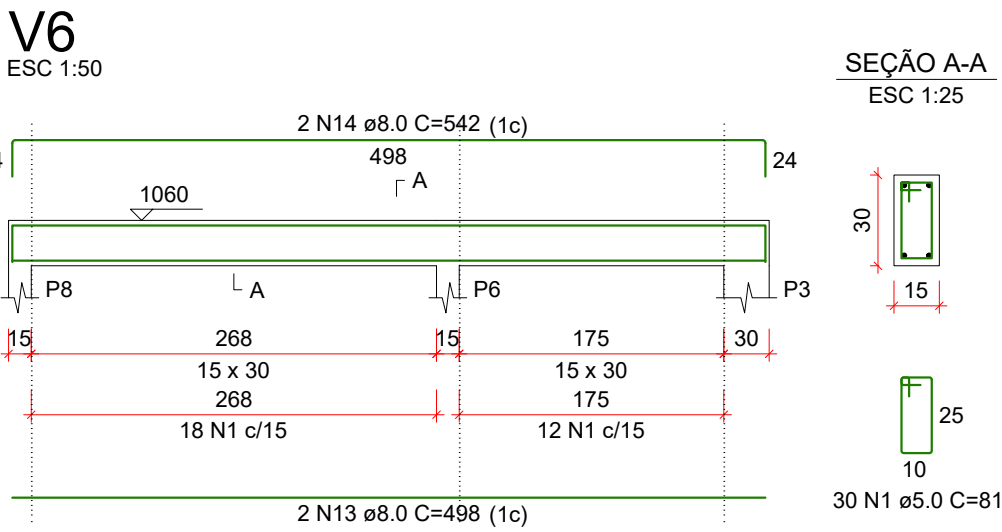 V6
ESC 1:50
SEÇÃO A-A
ESC 1:25
2 N14 ø8.0 C=542 (1c)
498
24
A
1060
30
15
P8
A
P6
P3
15
268
15
175
30
15 x 30
15 x 30
268
175
18 N1 c/15
12 N1 c/15
25
10
30 N1 ø5.0 C=81
2 N13 ø8.0 C=498 (1c)